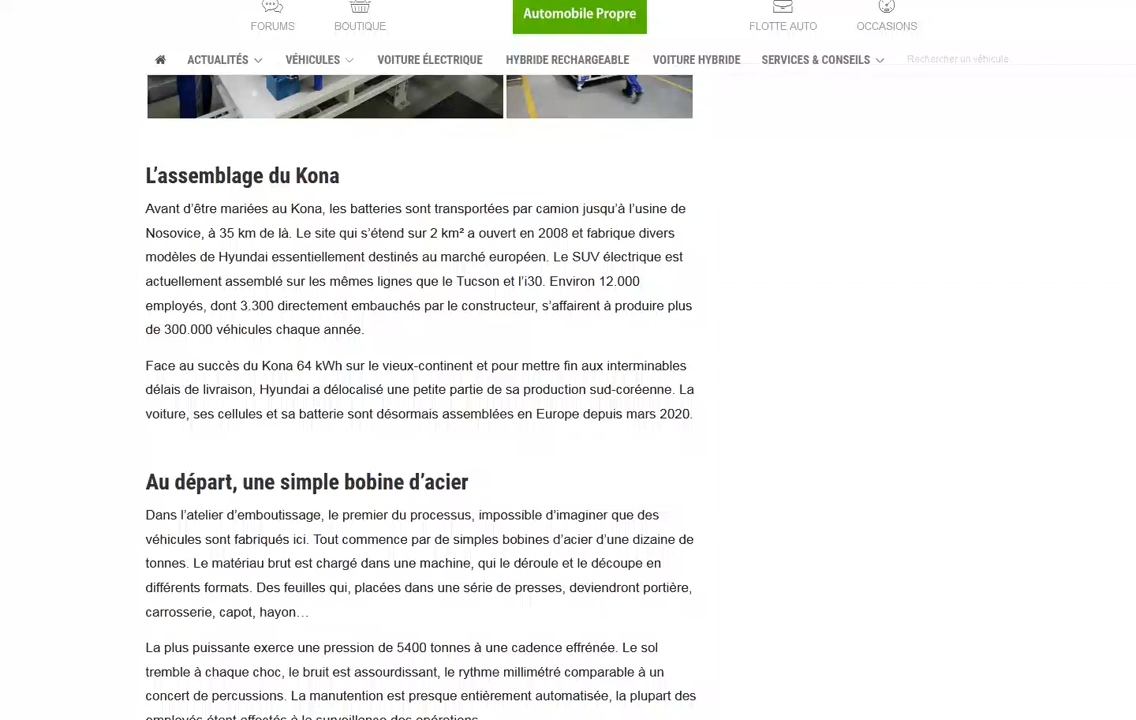 FORUMS
BOUTIQUE
Automobile Propre
FLOTTE AUTO
OCCASIONS
ACTUALITÉS
VÉHICULES
VOITURE ÉLECTRIQUE
HYBRIDE RECHARGEABLE
VOITURE HYBRIDE
SERVICES & CONSEILS
Rechercher un véhicule
L’assemblage du Kona
Avant d’être mariées au Kona, les batteries sont transportées par camion jusqu’à l’usine de
Nosovice, à 35 km de là. Le site qui s’étend sur 2 km² a ouvert en 2008 et fabrique divers
modèles de Hyundai essentiellement destinés au marché européen. Le SUV électrique est
actuellement assemblé sur les mêmes lignes que le Tucson et l’i30. Environ 12.000
employés, dont 3.300 directement embauchés par le constructeur, s’affairent à produire plus
de 300.000 véhicules chaque année.
Face au succès du Kona 64 kWh sur le vieux-continent et pour mettre fin aux interminables
délais de livraison, Hyundai a délocalisé une petite partie de sa production sud-coréenne. La
voiture, ses cellules et sa batterie sont désormais assemblées en Europe depuis mars 2020.
Au départ, une simple bobine d’acier
Dans l’atelier d’emboutissage, le premier du processus, impossible d’imaginer que des
véhicules sont fabriqués ici. Tout commence par de simples bobines d’acier d’une dizaine de
tonnes. Le matériau brut est chargé dans une machine, qui le déroule et le découpe en
différents formats. Des feuilles qui, placées dans une série de presses, deviendront portière,
carrosserie, capot, hayon…
La plus puissante exerce une pression de 5400 tonnes à une cadence effrénée. Le sol
tremble à chaque choc, le bruit est assourdissant, le rythme millimétré comparable à un
concert de percussions. La manutention est presque entièrement automatisée, la plupart des
employés étant affectés à la surveillance des opérations.